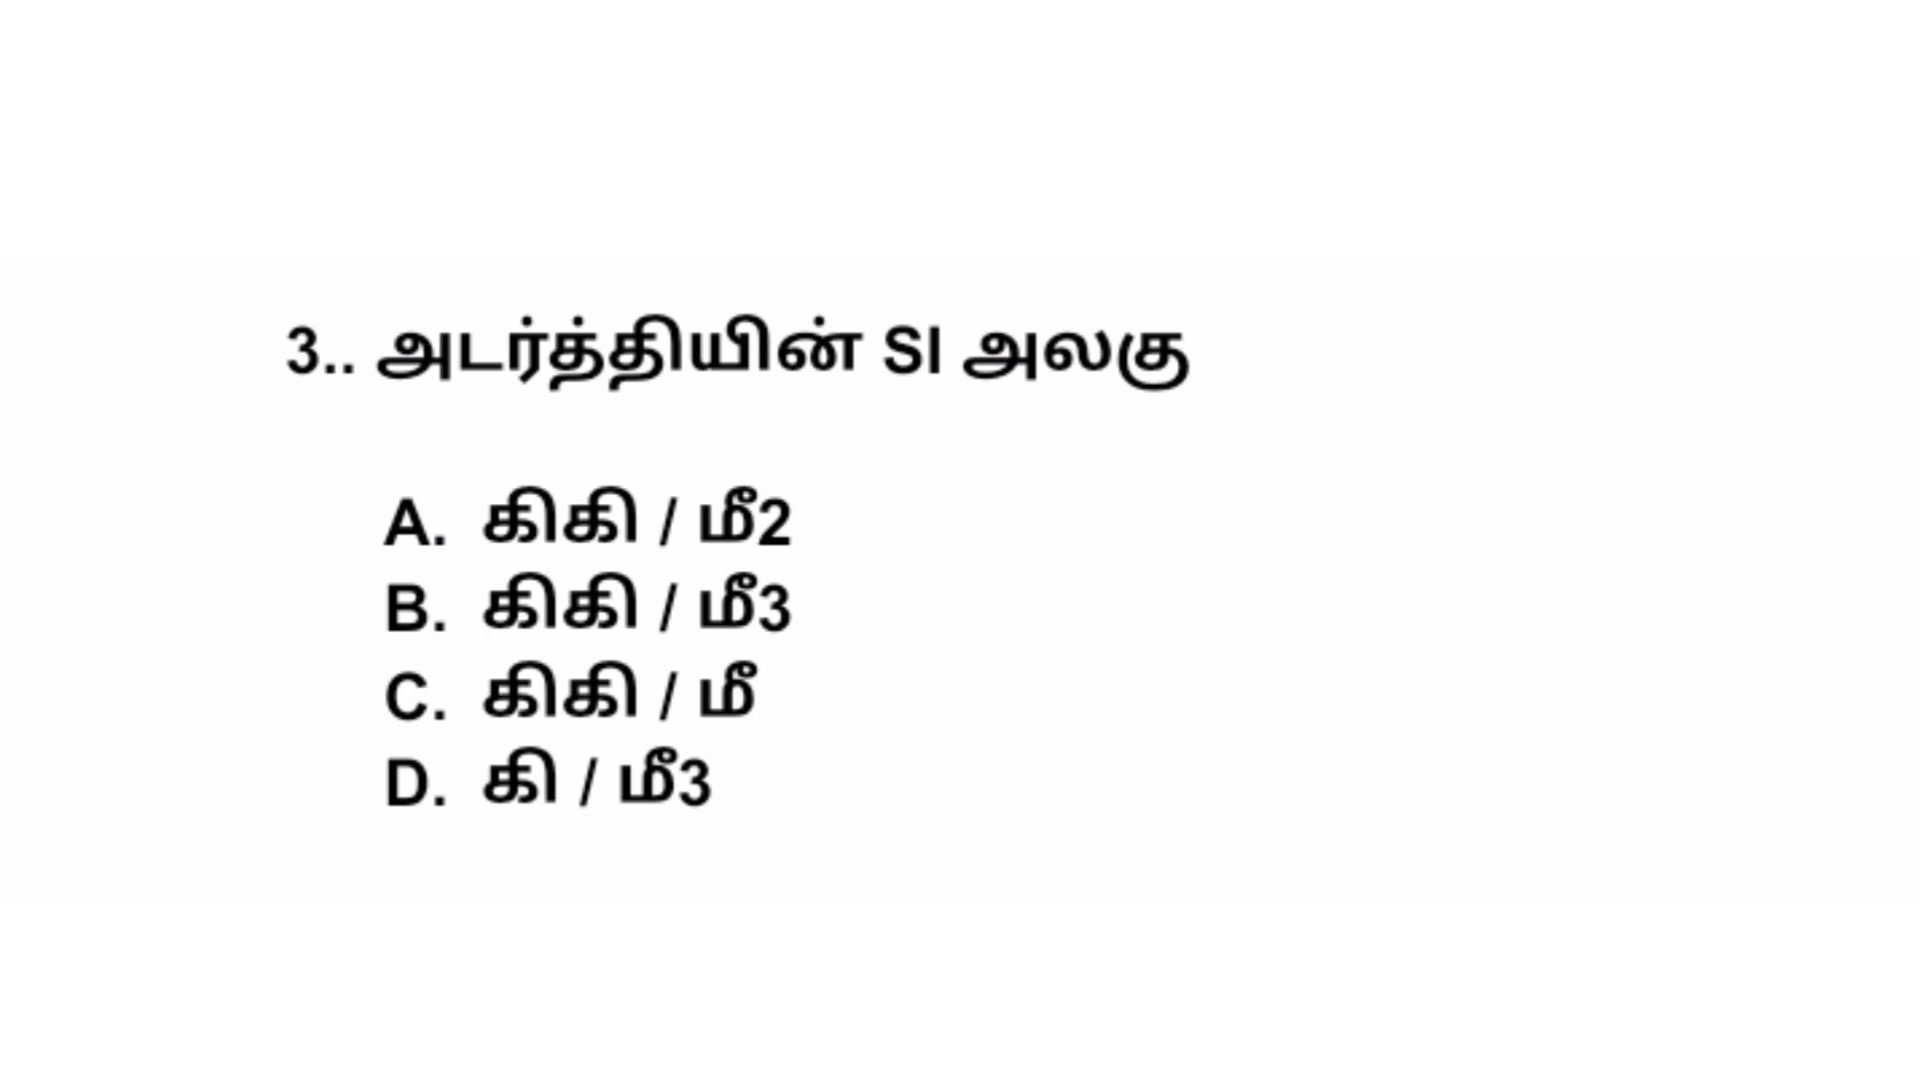 3.. அடர்த்தியின் SI அலகு
A. கிகி / மீ2
B. கிகி / மீ3
C. கிகி / மீ
D. கி / மீ3